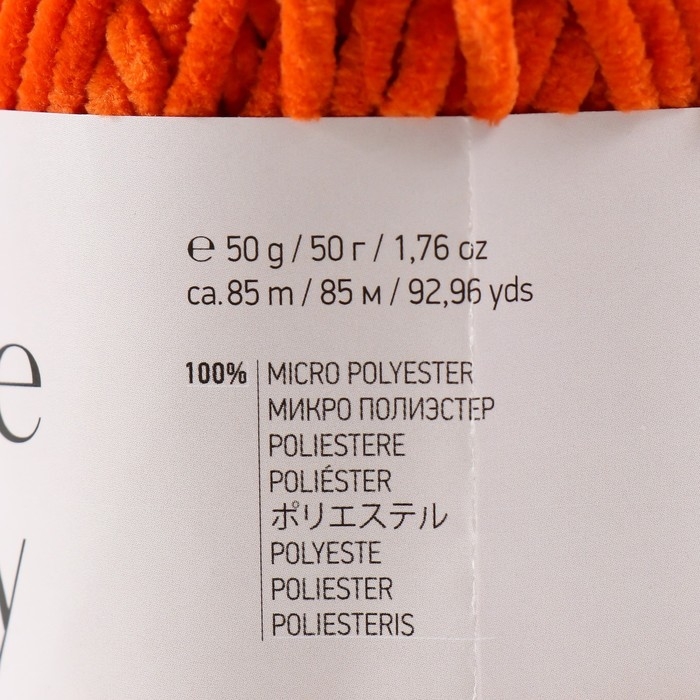 ℮ 50 g / 50 г / 1,76 oz
ca. 85 m / 85 м / 92,96 yds
100% MICRO POLYESTER
МИКРО ПОЛИЭСТЕР
POLIESTERE
POLIÉSTER
ポリエステル
POLYESTE
POLIESTER
POLIESTERIS
e
y